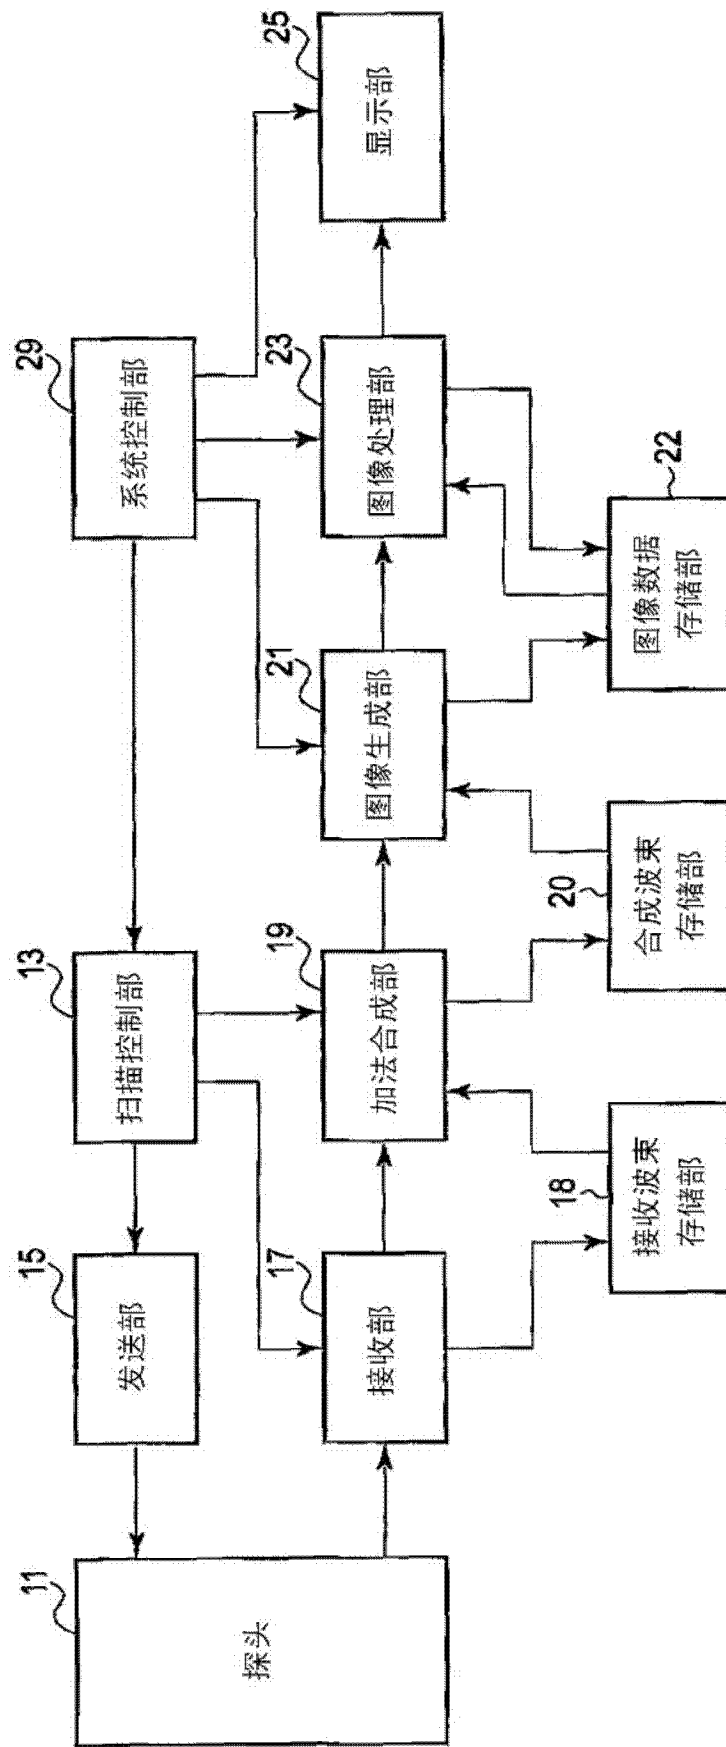 11
探头
15
发送部
13
扫描控制部
29
系统控制部
17
接收部
19
加法合成部
21
图像生成部
23
图像处理部
25
显示部
18
接收波束
存储部
20
合成波束
存储部
22
图像数据
存储部